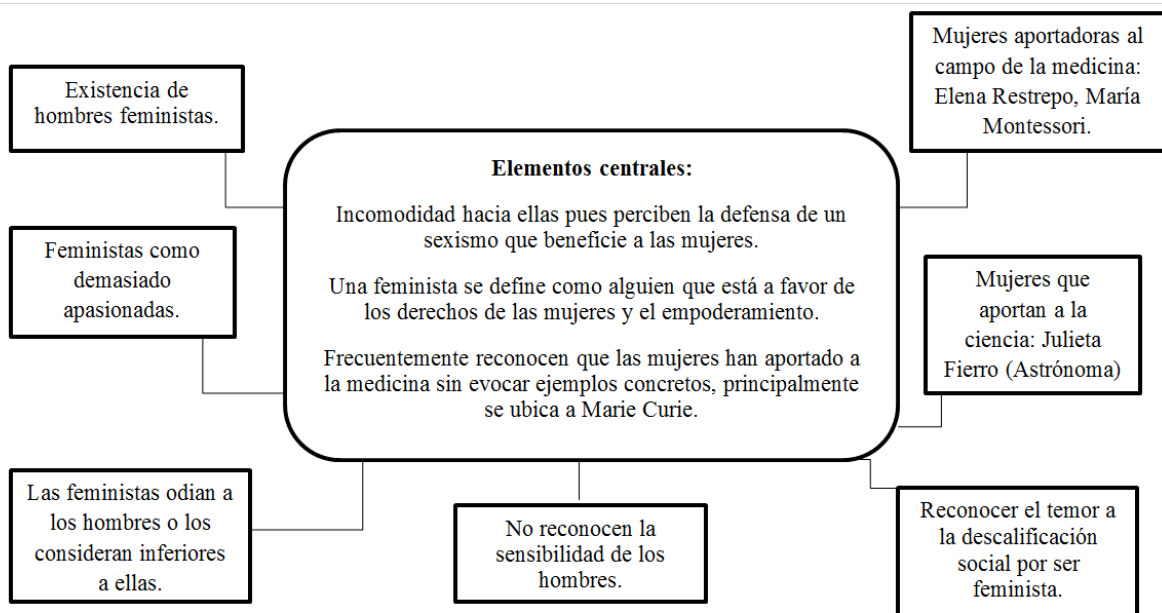 Existencia de
hombres feministas.
Feministas como
demasiado
apasionadas.
Las feministas odian a
los hombres o los
consideran inferiores
a ellas.
Elementos centrales:
Incomodidad hacia ellas pues perciben la defensa de un
sexismo que beneficie a las mujeres.
Una feminista se define como alguien que está a favor de
los derechos de las mujeres y el empoderamiento.
Frecuentemente reconocen que las mujeres han aportado a
la medicina sin evocar ejemplos concretos, principalmente
se ubica a Marie Curie.
No reconocen la
sensibilidad de los
hombres.
Mujeres aportadoras al
campo de la medicina:
Elena Restrepo, María
Montessori.
Mujeres que
aportan a la
ciencia: Julieta
Fierro (Astrónoma)
Reconocer el temor a
la descalificación
social por ser
feminista.